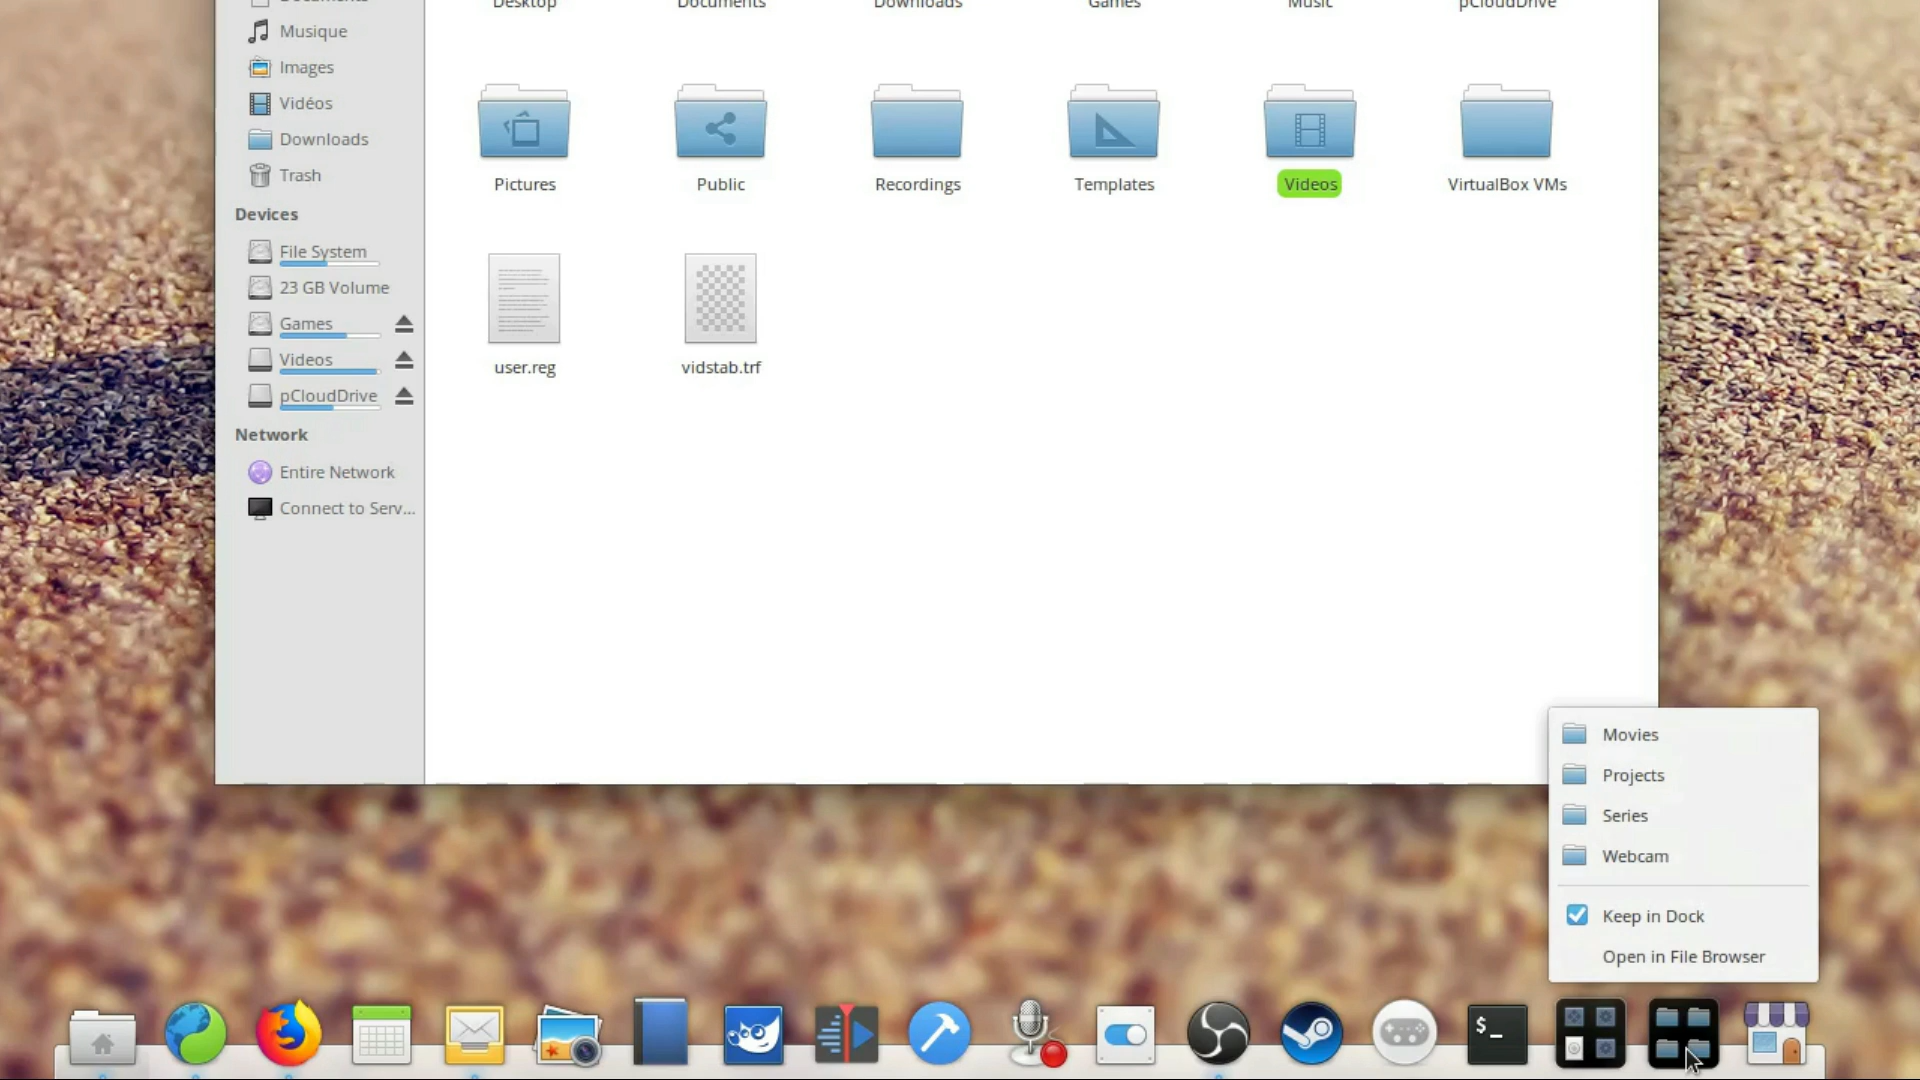 Documents
Musique
Images
Vidéos
Downloads
Trash
Devices
File System
23 GB Volume
Games
Videos
pCloudDrive
Network
Entire Network
Connect to Serv...
Desktop Documents Downloads Games Music pCloudDrive
Pictures Public Recordings Templates Videos VirtualBox VMs
user.reg vidstab.trf
Movies
Projects
Series
Webcam
Keep in Dock
Open in File Browser
$_